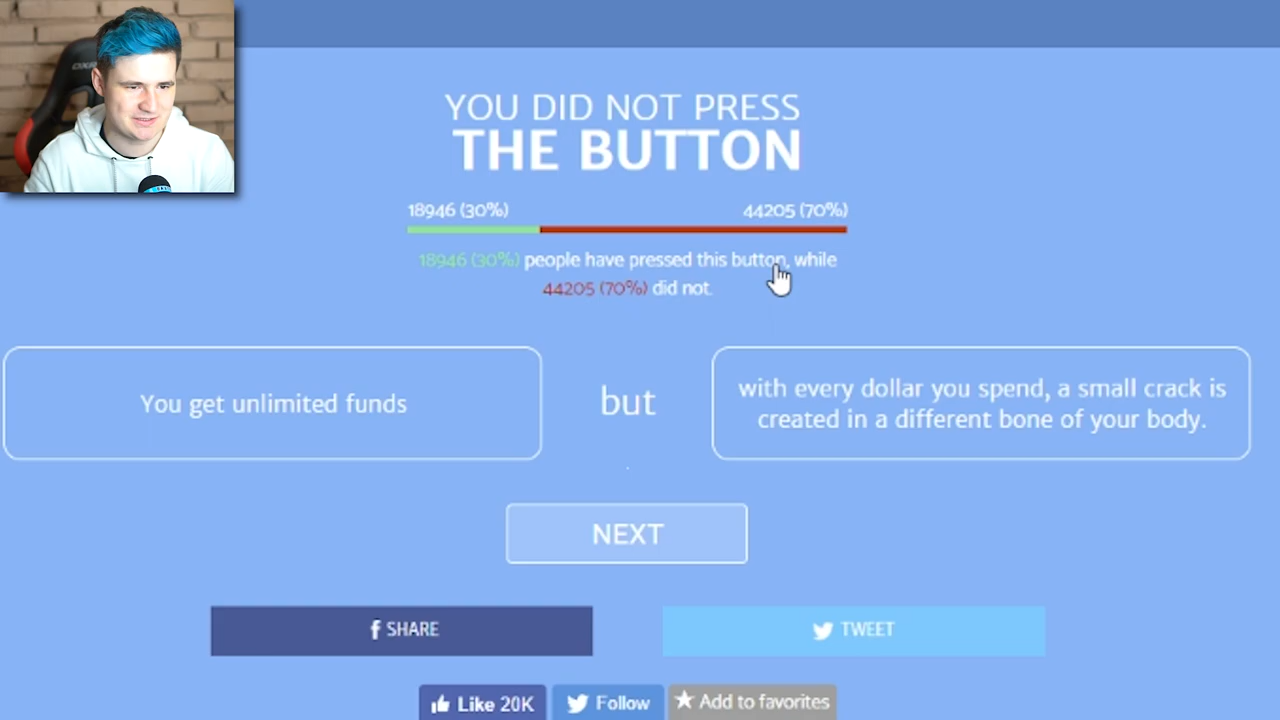 YOU DID NOT PRESS
THE BUTTON
18946 (30%) 44205 (70%)
18946 (30%) people have pressed this button, while
44205 (70%) did not.
You get unlimited funds
but
with every dollar you spend, a small crack is
created in a different bone of your body.
NEXT
SHARE
TWEET
Like 20K
Follow
Add to favorites